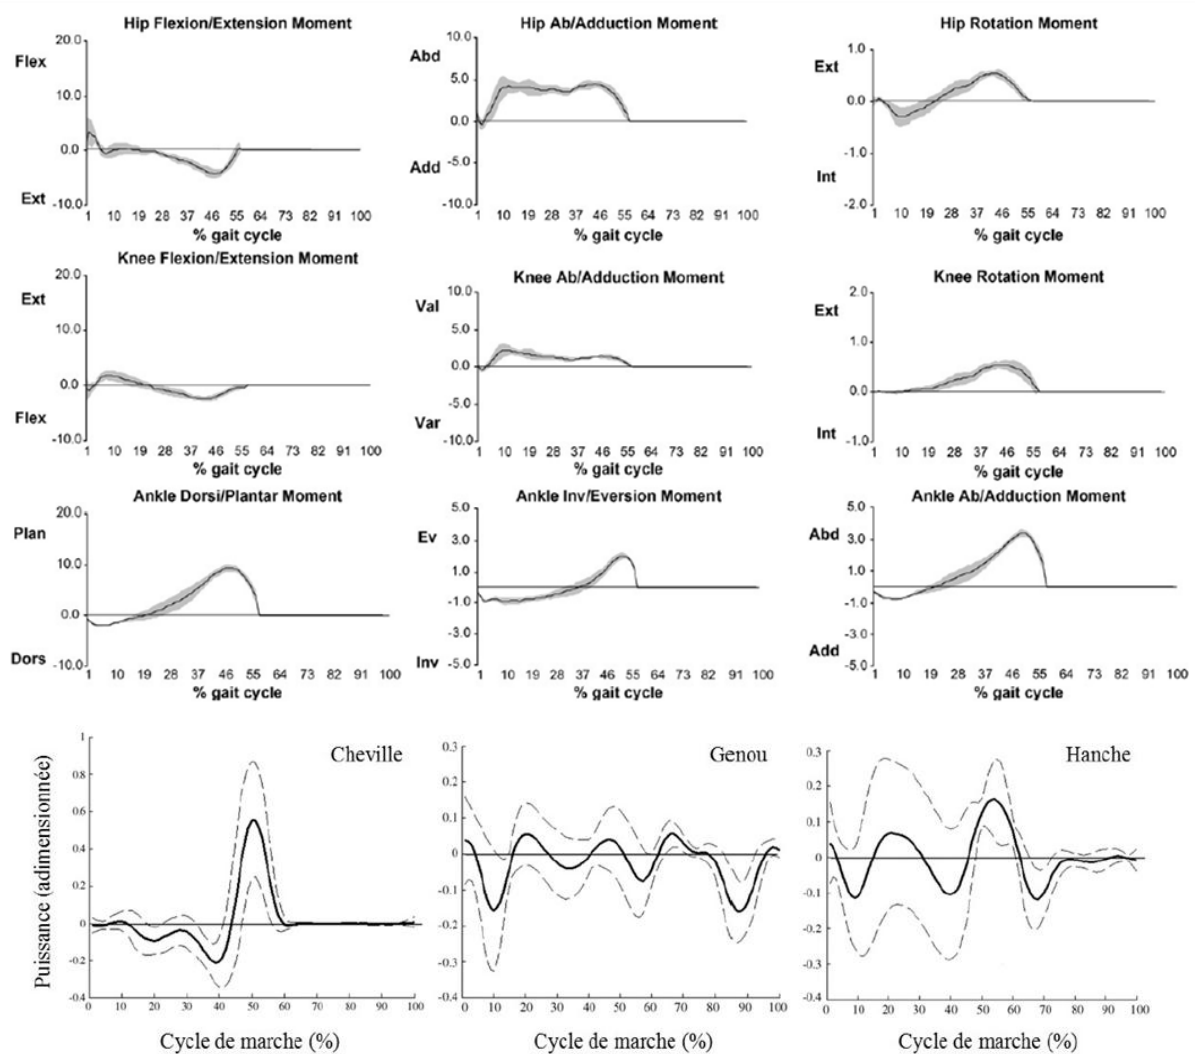 Hip Flexion/Extension Moment
20.0
Flex
10.0
0.0
Ext
-10.0
1 10 19 28 37 46 55 64 73 82 91 100
% gait cycle
Hip Ab/Adduction Moment
10.0
Abd
5.0
0.0
Add
-5.0
-10.0
1 10 19 28 37 46 55 64 73 82 91 100
% gait cycle
Hip Rotation Moment
1.0
Ext
0.0
-1.0
Int
-2.0
1 10 19 28 37 46 55 64 73 82 91 100
% gait cycle
Knee Flexion/Extension Moment
20.0
Ext
10.0
0.0
Flex
-10.0
1 10 19 28 37 46 55 64 73 82 91 100
% gait cycle
Knee Ab/Adduction Moment
10.0
Val
5.0
0.0
-5.0
Var
-10.0
1 10 19 28 37 46 55 64 73 82 91 100
% gait cycle
Knee Rotation Moment
2.0
Ext
1.0
0.0
Int
-1.0
1 10 19 28 37 46 55 64 73 82 91 100
% gait cycle
Ankle Dorsi/Plantar Moment
20.0
Plan
10.0
0.0
Dors
-10.0
1 10 19 28 37 46 55 64 73 82 91 100
% gait cycle
Ankle Inv/Eversion Moment
5.0
Ev
3.0
1.0
-1.0
-3.0
Inv
-5.0
1 10 19 28 37 46 55 64 73 82 91 100
% gait cycle
Ankle Ab/Adduction Moment
5.0
Abd
3.0
1.0
-1.0
-3.0
Add
-5.0
1 10 19 28 37 46 55 64 73 82 91 100
% gait cycle
Puissance (adimensionnée)
Cheville
1
0.8
0.6
0.4
0.2
0
-0.2
-0.4
0 10 20 30 40 50 60 70 80 90 100
Cycle de marche (%)
Genou
0.3
0.2
0.1
0
-0.1
-0.2
-0.3
-0.4
0 10 20 30 40 50 60 70 80 90 100
Cycle de marche (%)
Hanche
0.3
0.2
0.1
0
-0.1
-0.2
-0.3
-0.4
0 10 20 30 40 50 60 70 80 90 100
Cycle de marche (%)